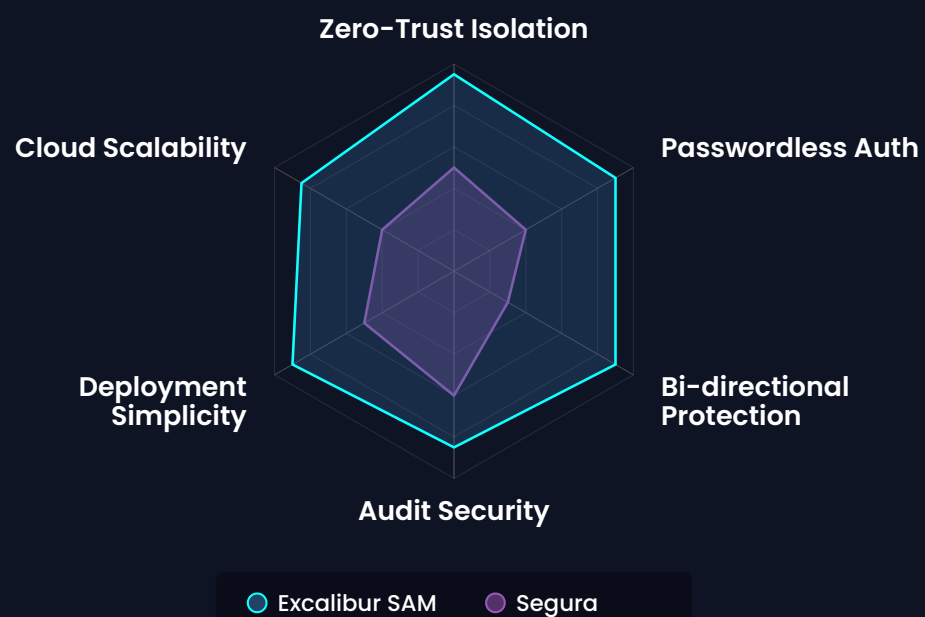 Zero-Trust Isolation
Cloud Scalability
Passwordless Auth
Deployment
Simplicity
Bi-directional
Protection
Audit Security
Excalibur SAM
Segura